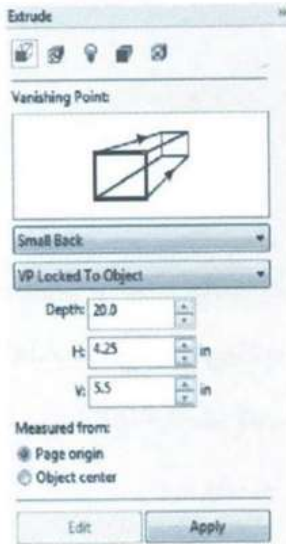 Extrude
Vanishing Point:
Small Back
VP Locked To Object
Depth: 20.0
H: 4.25 in
V: 5.5 in
Measured from:
Page origin
Object center
Edit Apply